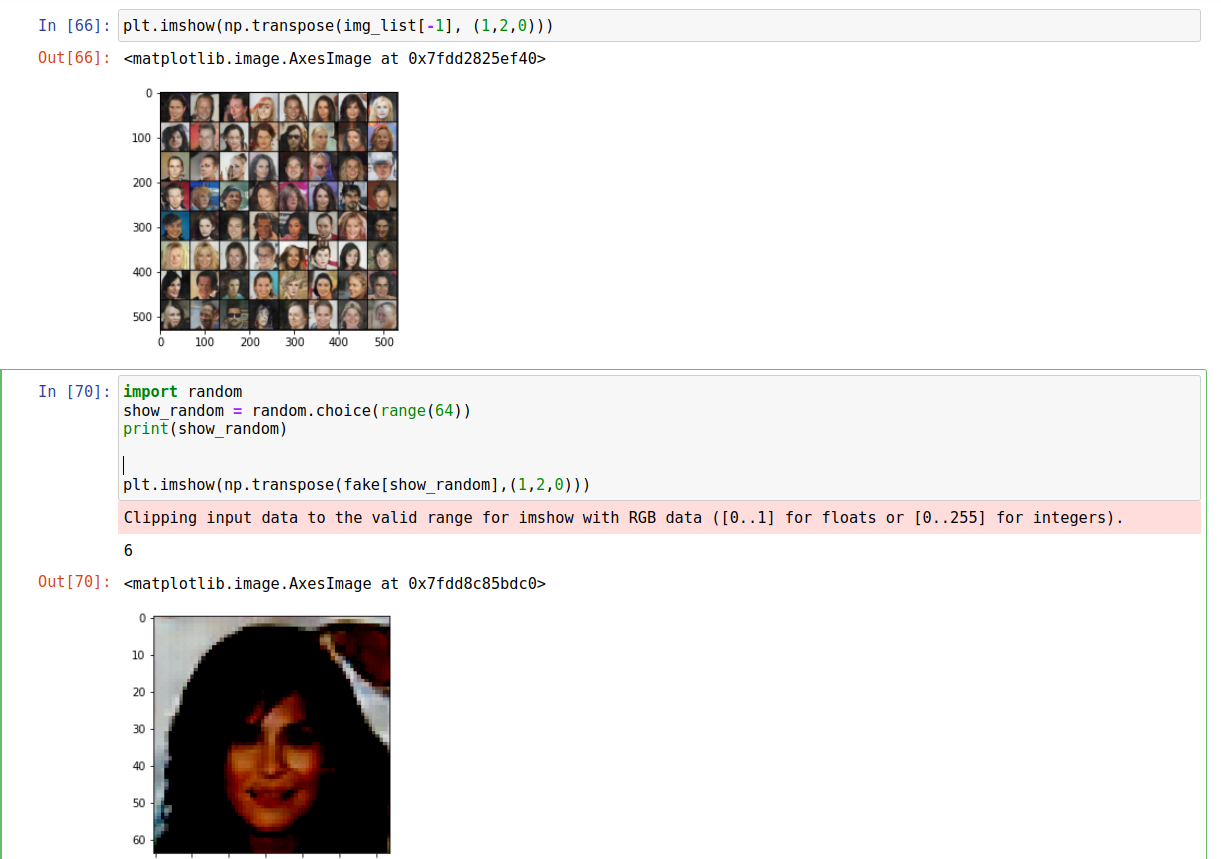 In [66]: plt.imshow(np.transpose(img_list[-1], (1,2,0)))
Out[66]: <matplotlib.image.AxesImage at 0x7fdd2825ef40>
0
100
200
300
400
500
0 100 200 300 400 500
In [70]: import random
show_random = random.choice(range(64))
print(show_random)
plt.imshow(np.transpose(fake[show_random],(1,2,0)))
Clipping input data to the valid range for imshow with RGB data ([0..1] for floats or [0..255] for integers).
6
Out[70]: <matplotlib.image.AxesImage at 0x7fdd8c85bdc0>
0
10
20
30
40
50
60